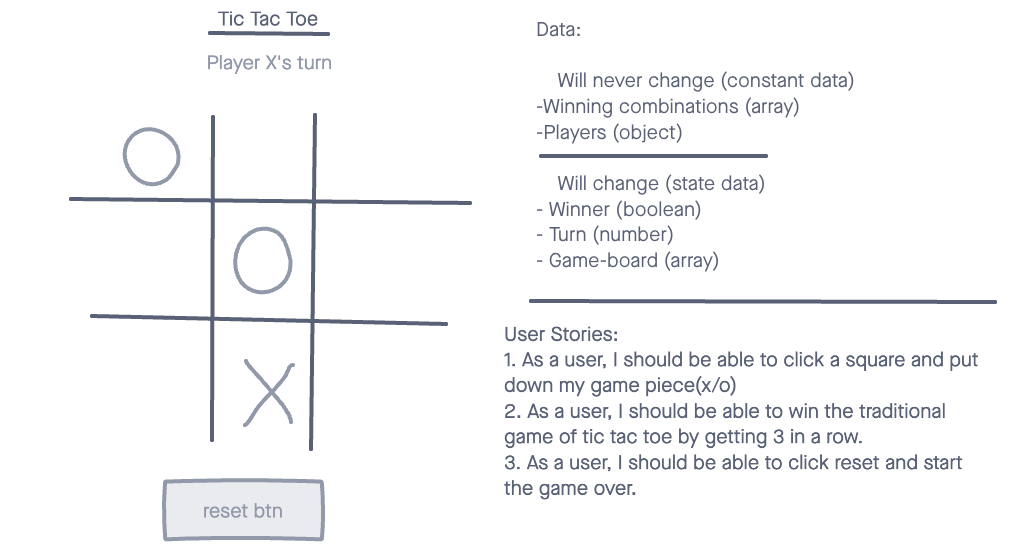 Tic Tac Toe
Player X's turn
reset btn
Data:
Will never change (constant data)
-Winning combinations (array)
-Players (object)
Will change (state data)
- Winner (boolean)
- Turn (number)
- Game-board (array)
User Stories:
1. As a user, I should be able to click a square and put
down my game piece(x/o)
2. As a user, I should be able to win the traditional
game of tic tac toe by getting 3 in a row.
3. As a user, I should be able to click reset and start
the game over.